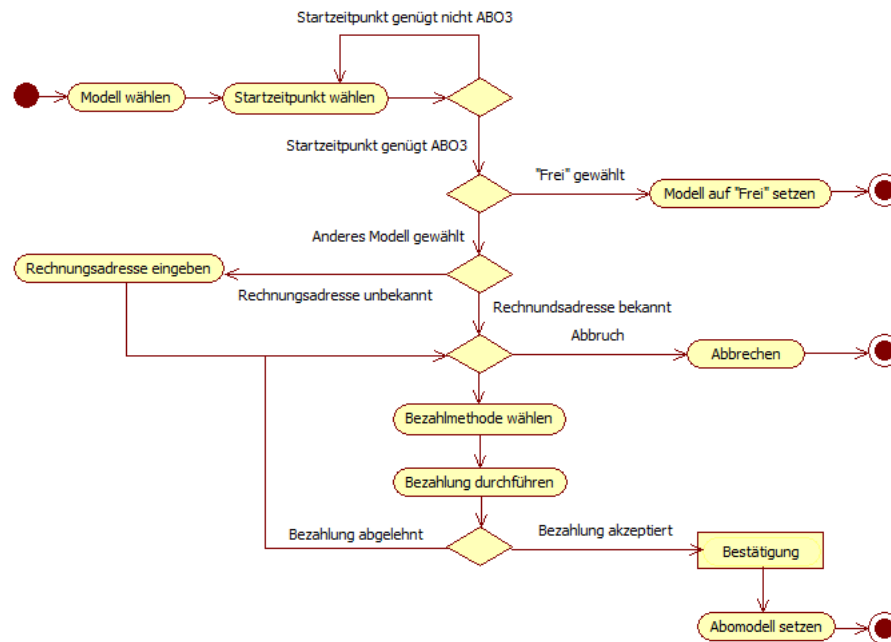 Startzeitpunkt genügt nicht ABO3
Modell wählen
Startzeitpunkt wählen
Startzeitpunkt genügt ABO3
"Frei" gewählt
Modell auf "Frei" setzen
Anderes Modell gewählt
Rechnungsadresse eingeben
Rechnungsadresse unbekannt
Rechnundsadresse bekannt
Abbruch
Abbrechen
Bezahlmethode wählen
Bezahlung durchführen
Bezahlung abgelehnt
Bezahlung akzeptiert
Bestätigung
Abomodell setzen